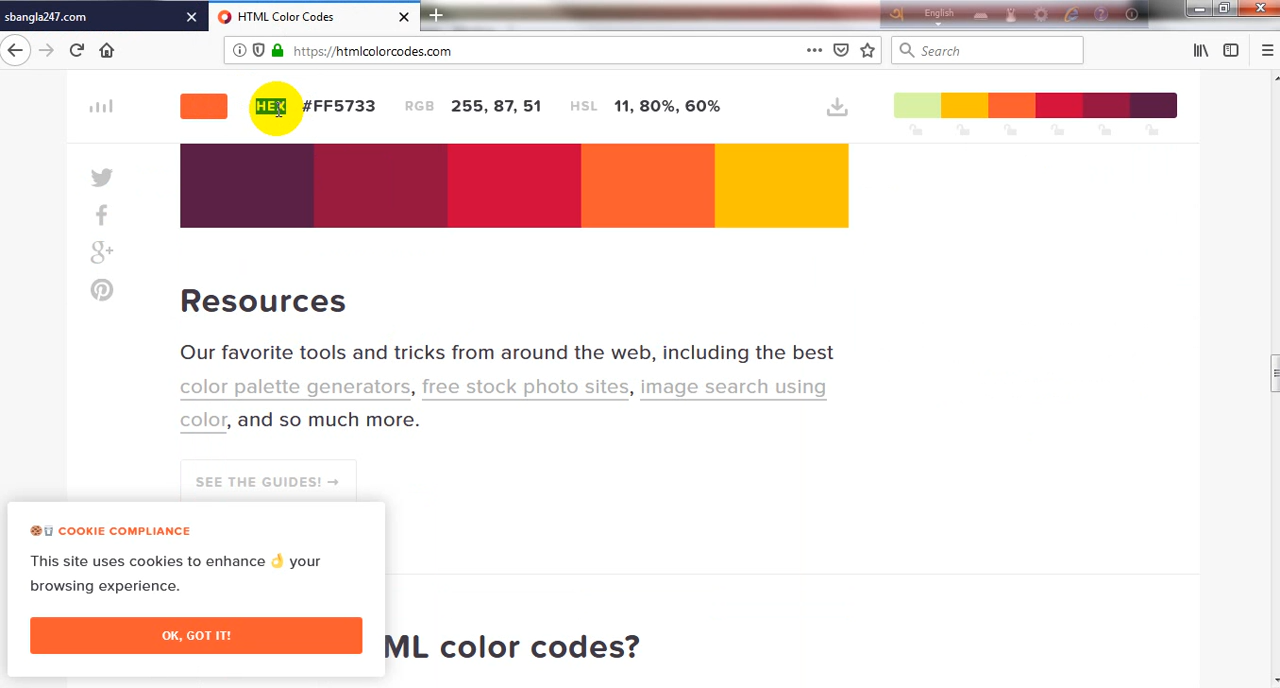 sbangla247.com
HTML Color Codes
English
https://htmlcolorcodes.com
Search
HEX #FF5733 RGB 255, 87, 51 HSL 11, 80%, 60%
Resources
Our favorite tools and tricks from around the web, including the best
color palette generators, free stock photo sites, image search using
color, and so much more.
SEE THE GUIDES! →
COOKIE COMPLIANCE
This site uses cookies to enhance 👌 your
browsing experience.
OK, GOT IT!
ML color codes?